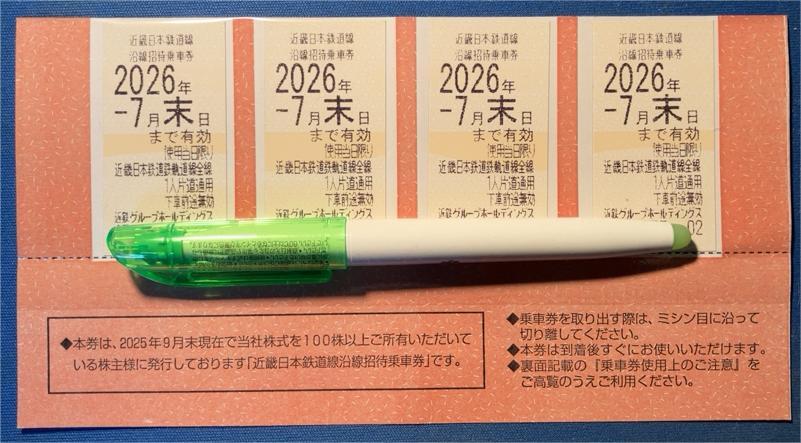 近畿日本鉄道線
沿線招待乗車券
2026年
-7月末日
まで有効
(使用当日限り)
近畿日本鉄道鉄軌道線全線
1人片道通用
下車前途無効
近鉄グループホールディングス
近畿日本鉄道線
沿線招待乗車券
2026年
-7月末日
まで有効
(使用当日限り)
近畿日本鉄道鉄軌道線全線
1人片道通用
下車前途無効
近鉄グループホールディングス
近畿日本鉄道線
沿線招待乗車券
2026年
-7月末日
まで有効
(使用当日限り)
近畿日本鉄道鉄軌道線全線
1人片道通用
下車前途無効
近鉄グループホールディングス
近畿日本鉄道線
沿線招待乗車券
2026年
-7月末日
まで有効
(使用当日限り)
近畿日本鉄道鉄軌道線全線
1人片道通用
下車前途無効
近鉄グループホールディングス
02
◆本券は、2025年9月末現在で当社株式を100株以上ご所有いただいて
いる株主様に発行しております「近畿日本鉄道線沿線招待乗車券」です。
◆乗車券を取り出す際は、ミシン目に沿って
切り離してください。
◆本券は到着後すぐにお使いいただけます。
◆裏面記載の『乗車券使用上のご注意』を
ご高覧のうえご利用ください。